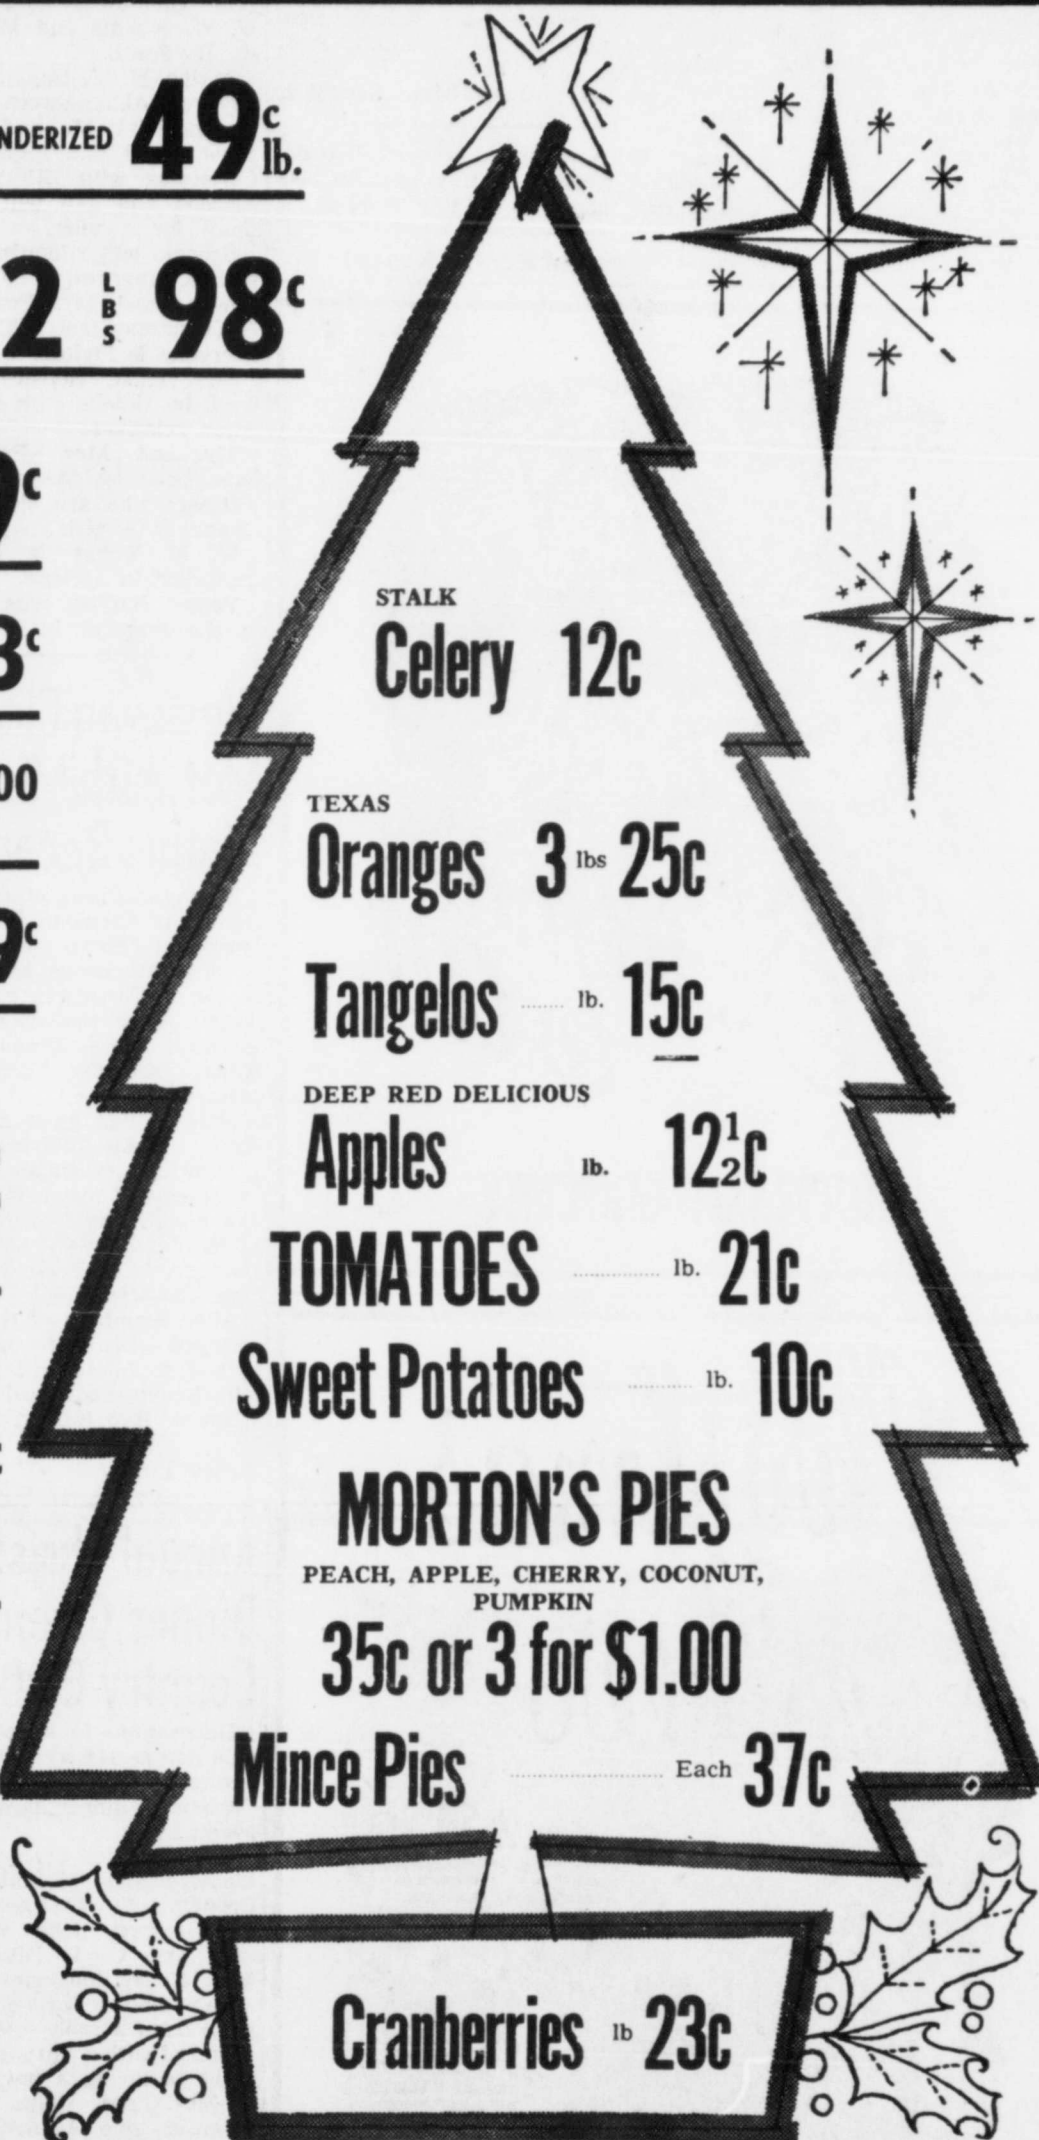 49c lb.
2 LBS 98c
STALK
Celery 12c
TEXAS
Oranges 3 lbs 25c
Tangelos lb. 15c
DEEP RED DELICIOUS
Apples lb. 12½c
TOMATOES lb. 21c
Sweet Potatoes lb. 10c
MORTON'S PIES
PEACH, APPLE, CHERRY, COCONUT,
PUMPKIN
35c or 3 for $1.00
Mince Pies Each 37c
Cranberries lb 23c